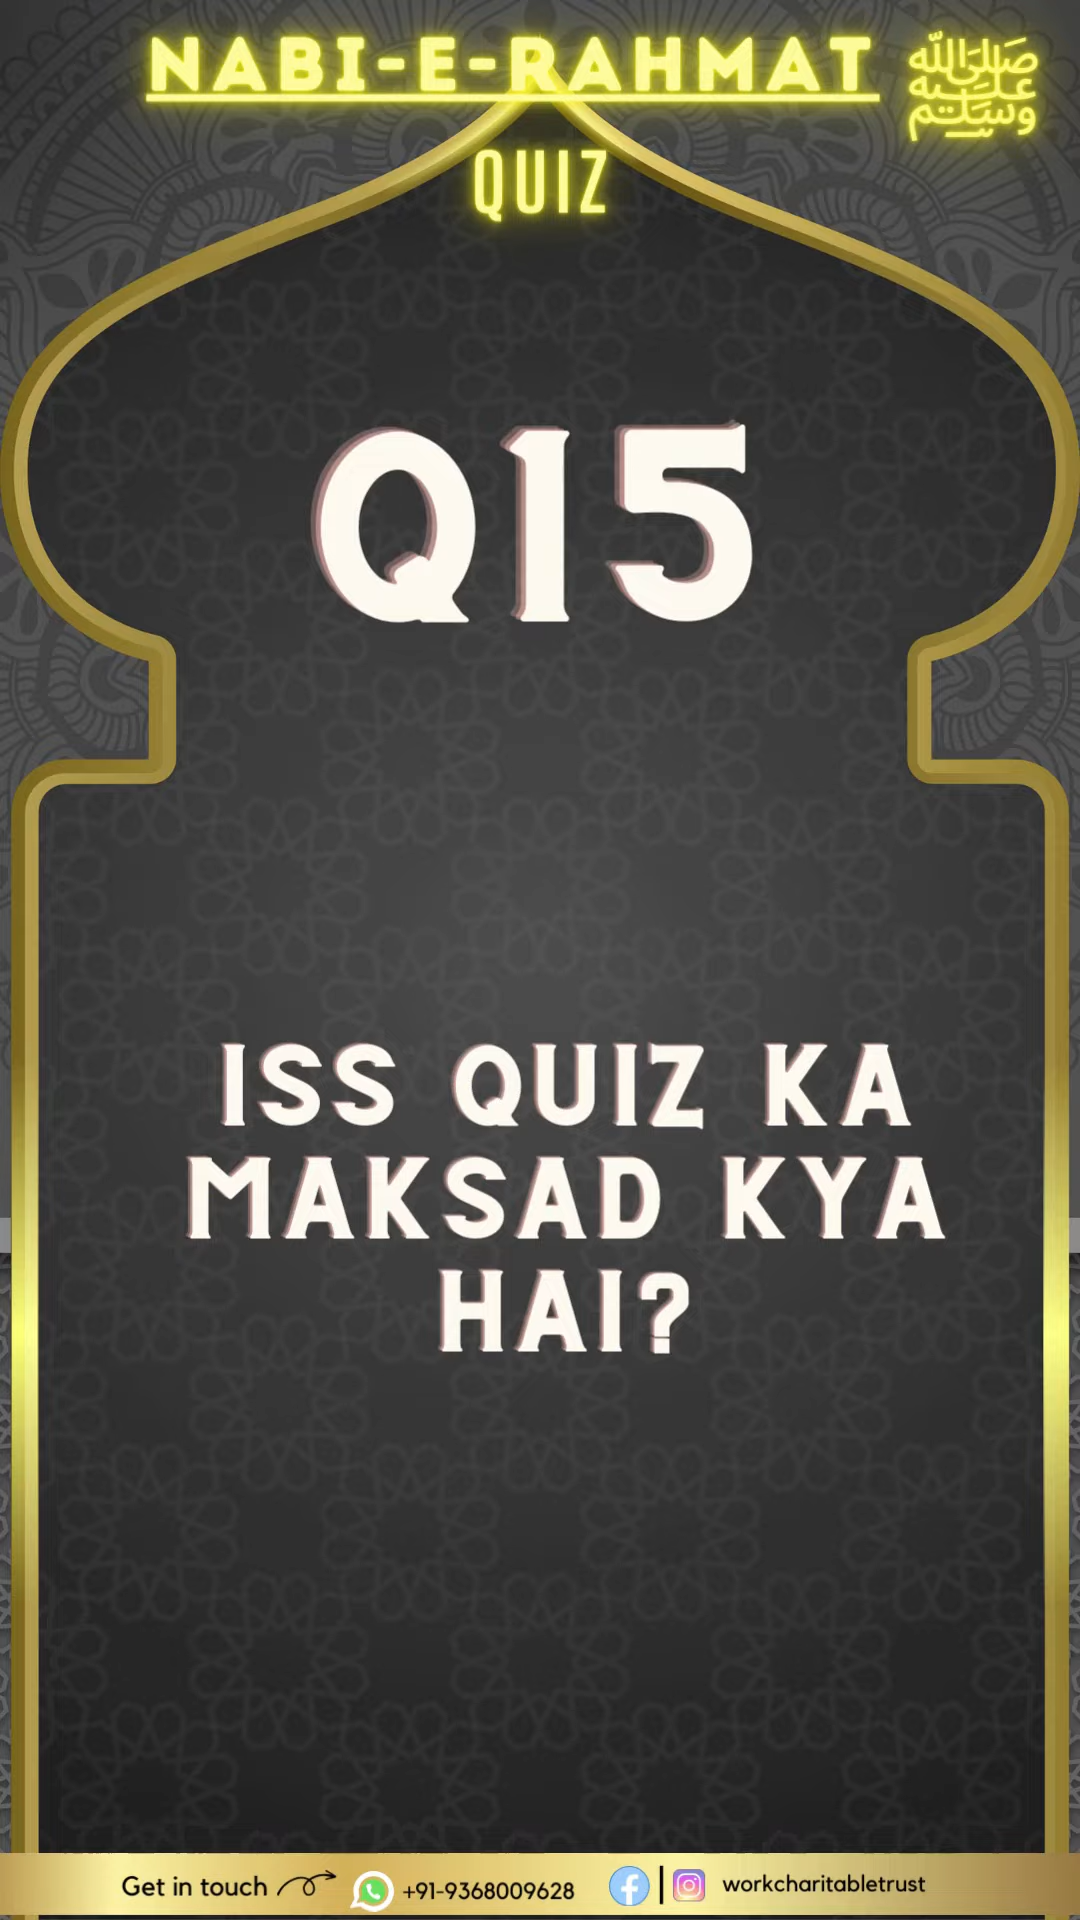 NABI-E-RAHMAT
صلى الله
عليه
وسلم
QUIZ
Q15
ISS QUIZ KA
MAKSAD KYA
HAI?
Get in touch +91-9368009628 workcharitabletrust